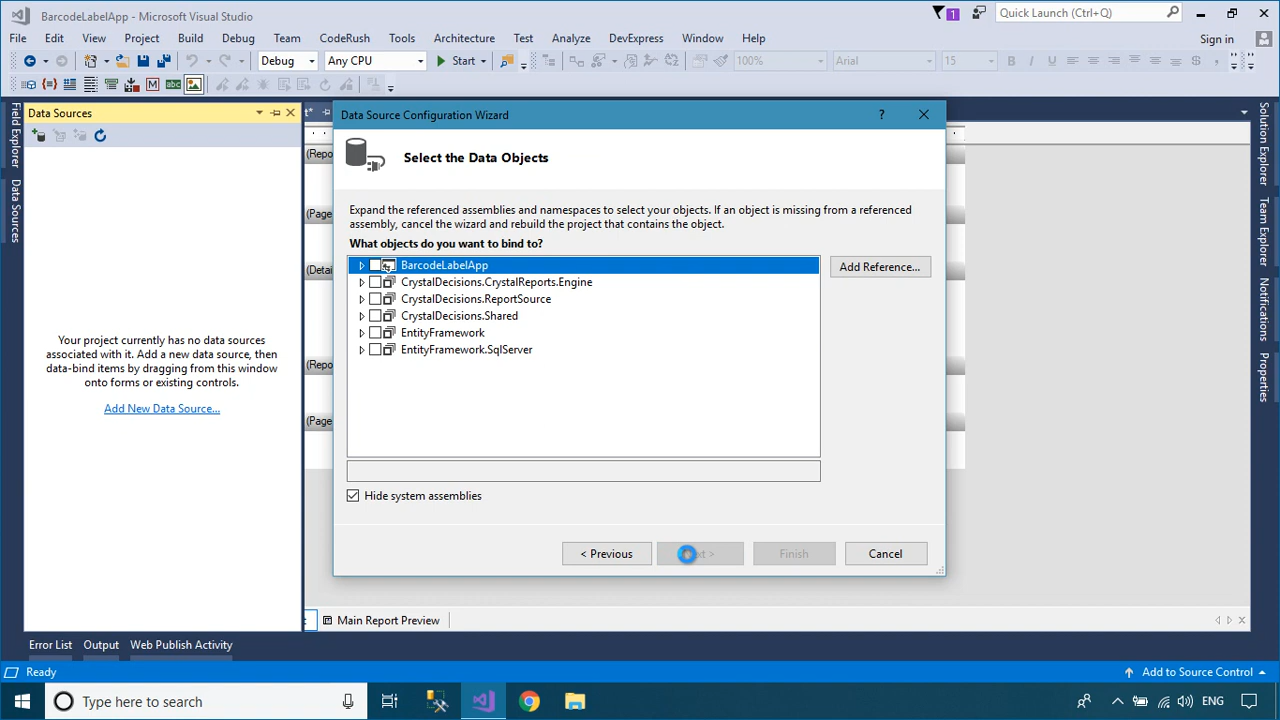 BarcodeLabelApp - Microsoft Visual Studio
1
Quick Launch (Ctrl+Q)
File Edit View Project Build Debug Team CodeRush Tools Architecture Test Analyze DevExpress Window Help
Sign in
Debug Any CPU Start 100% Arial 15 B I U A
M abc
Field Explorer
Data Sources
Data Sources
Your project currently has no data sources
associated with it. Add a new data source, then
data-bind items by dragging from this window
onto forms or existing controls.
Add New Data Source...
t*
(Repo
(Page
(Detai
(Repo
(Page
Data Source Configuration Wizard
?
Select the Data Objects
Expand the referenced assemblies and namespaces to select your objects. If an object is missing from a referenced
assembly, cancel the wizard and rebuild the project that contains the object.
What objects do you want to bind to?
BarcodeLabelApp
CrystalDecisions.CrystalReports.Engine
CrystalDecisions.ReportSource
CrystalDecisions.Shared
EntityFramework
EntityFramework.SqlServer
Add Reference...
Hide system assemblies
< Previous
Finish
Cancel
Main Report Preview
Solution Explorer
Team Explorer
Notifications
Properties
Error List Output Web Publish Activity
Ready
Add to Source Control
Type here to search
ENG